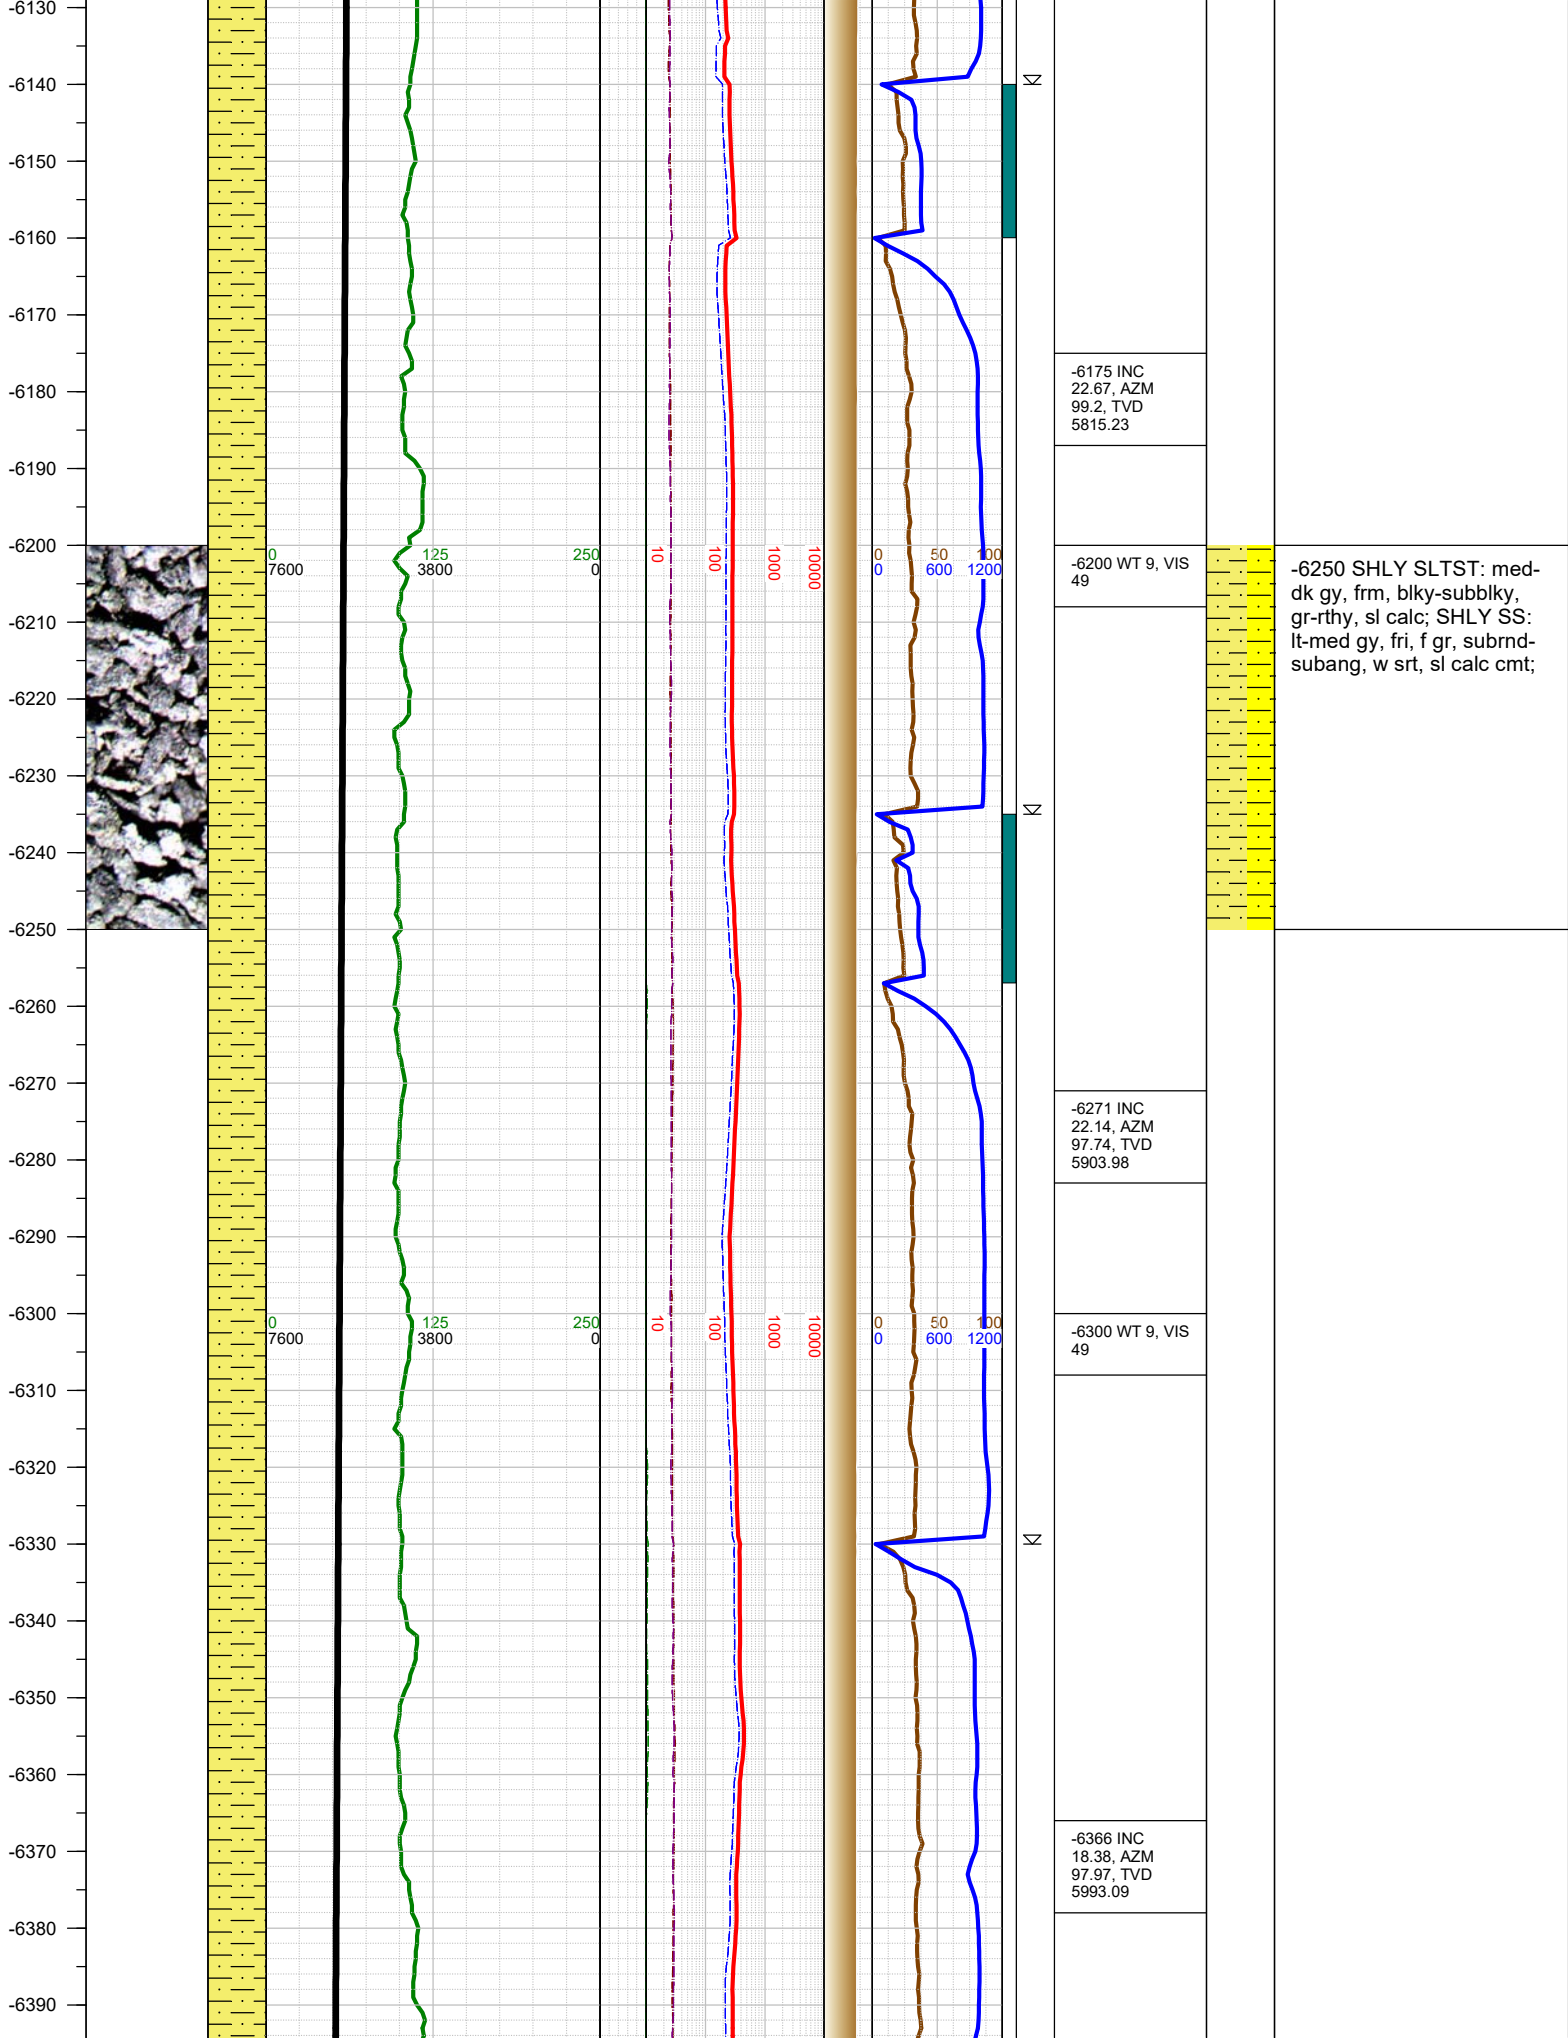 -6130
-6140
-6150
-6160
-6170
-6175 INC
22.67, AZM
99.2, TVD
5815.23
-6180
-6190
-6200
0 125 250
7600 3800 0
10 100 1000 10000
0 50 100
0 600 1200
-6200 WT 9, VIS
49
-6250 SHLY SLTST: med-
dk gy, frm, blky-subblky,
gr-rthy, sl calc; SHLY SS:
lt-med gy, fri, f gr, subrnd-
subang, w srt, sl calc cmt;
-6210
-6220
-6230
-6240
-6250
-6260
-6270
-6271 INC
22.14, AZM
97.74, TVD
5903.98
-6280
-6290
-6300
0 125 250
7600 3800 0
10 100 1000 10000
0 50 100
0 600 1200
-6300 WT 9, VIS
49
-6310
-6320
-6330
-6340
-6350
-6360
-6366 INC
18.38, AZM
97.97, TVD
5993.09
-6370
-6380
-6390